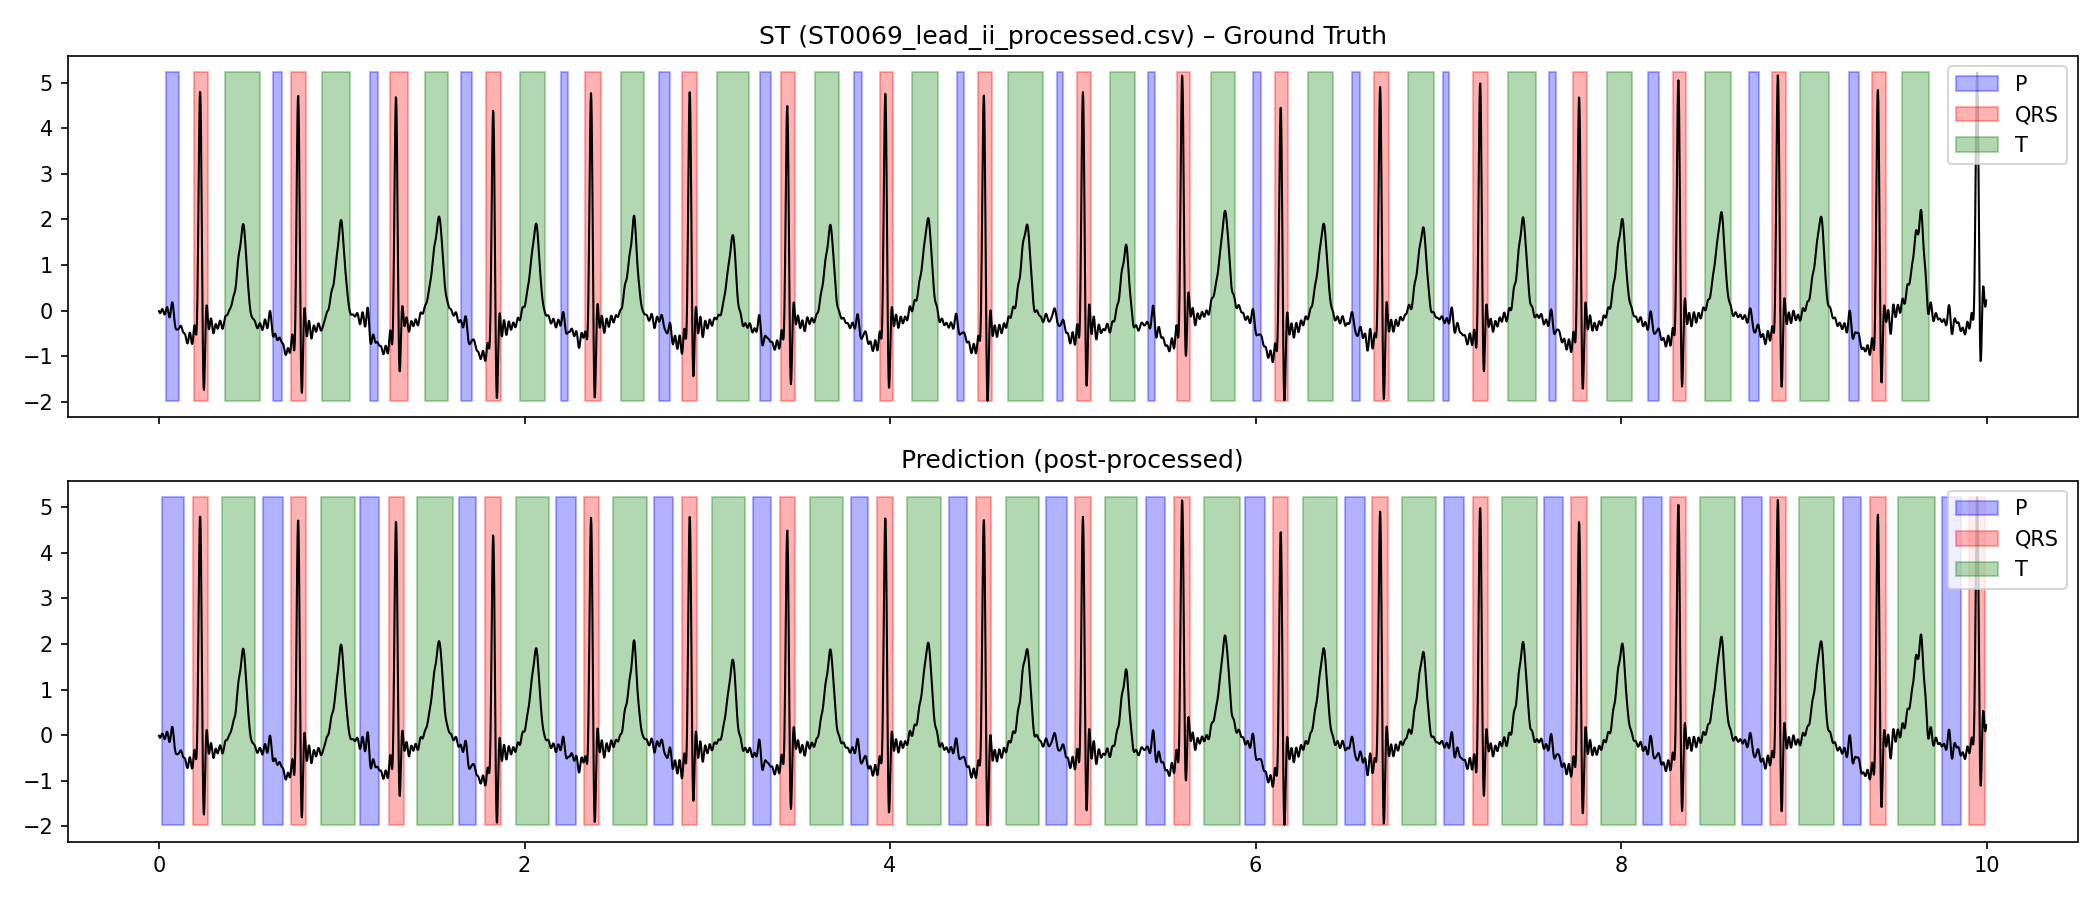 ST (ST0069_lead_ii_processed.csv) – Ground Truth
5
4
3
2
1
0
−1
−2
P
QRS
T
Prediction (post-processed)
5
4
3
2
1
0
−1
−2
P
QRS
T
0 2 4 6 8 10